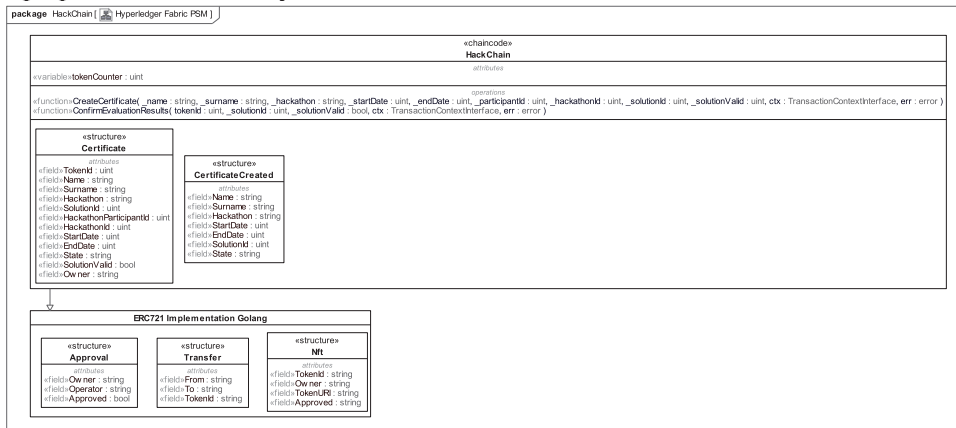 package HackChain [ Hyperledger Fabric PSM ]
«chaincode»
HackChain
attributes
«variable»tokenCounter : uint
operations
«function»CreateCertificate( _name : string, _surname : string, _hackathon : string, _startDate : uint, _endDate : uint, _participantId : uint, _hackathonId : uint, _solutionId : uint, _solutionValid : uint, ctx : TransactionContextInterface, err : error )
«function»ConfirmEvaluationResults( tokenId : uint, _solutionId : uint, _solutionValid : bool, ctx : TransactionContextInterface, err : error )
«structure»
Certificate
attributes
«field»TokenId : uint
«field»Name : string
«field»Surname : string
«field»Hackathon : string
«field»SolutionId : uint
«field»HackathonParticipantId : uint
«field»HackathonId : uint
«field»StartDate : uint
«field»EndDate : uint
«field»State : string
«field»SolutionValid : bool
«field»Owner : string
«structure»
CertificateCreated
attributes
«field»Name : string
«field»Surname : string
«field»Hackathon : string
«field»StartDate : uint
«field»EndDate : uint
«field»SolutionId : uint
«field»State : string
ERC721 Implementation Golang
«structure»
Approval
attributes
«field»Owner : string
«field»Operator : string
«field»Approved : bool
«structure»
Transfer
attributes
«field»From : string
«field»To : string
«field»TokenId : string
«structure»
Nft
attributes
«field»TokenId : string
«field»Owner : string
«field»TokenURI : string
«field»Approved : string